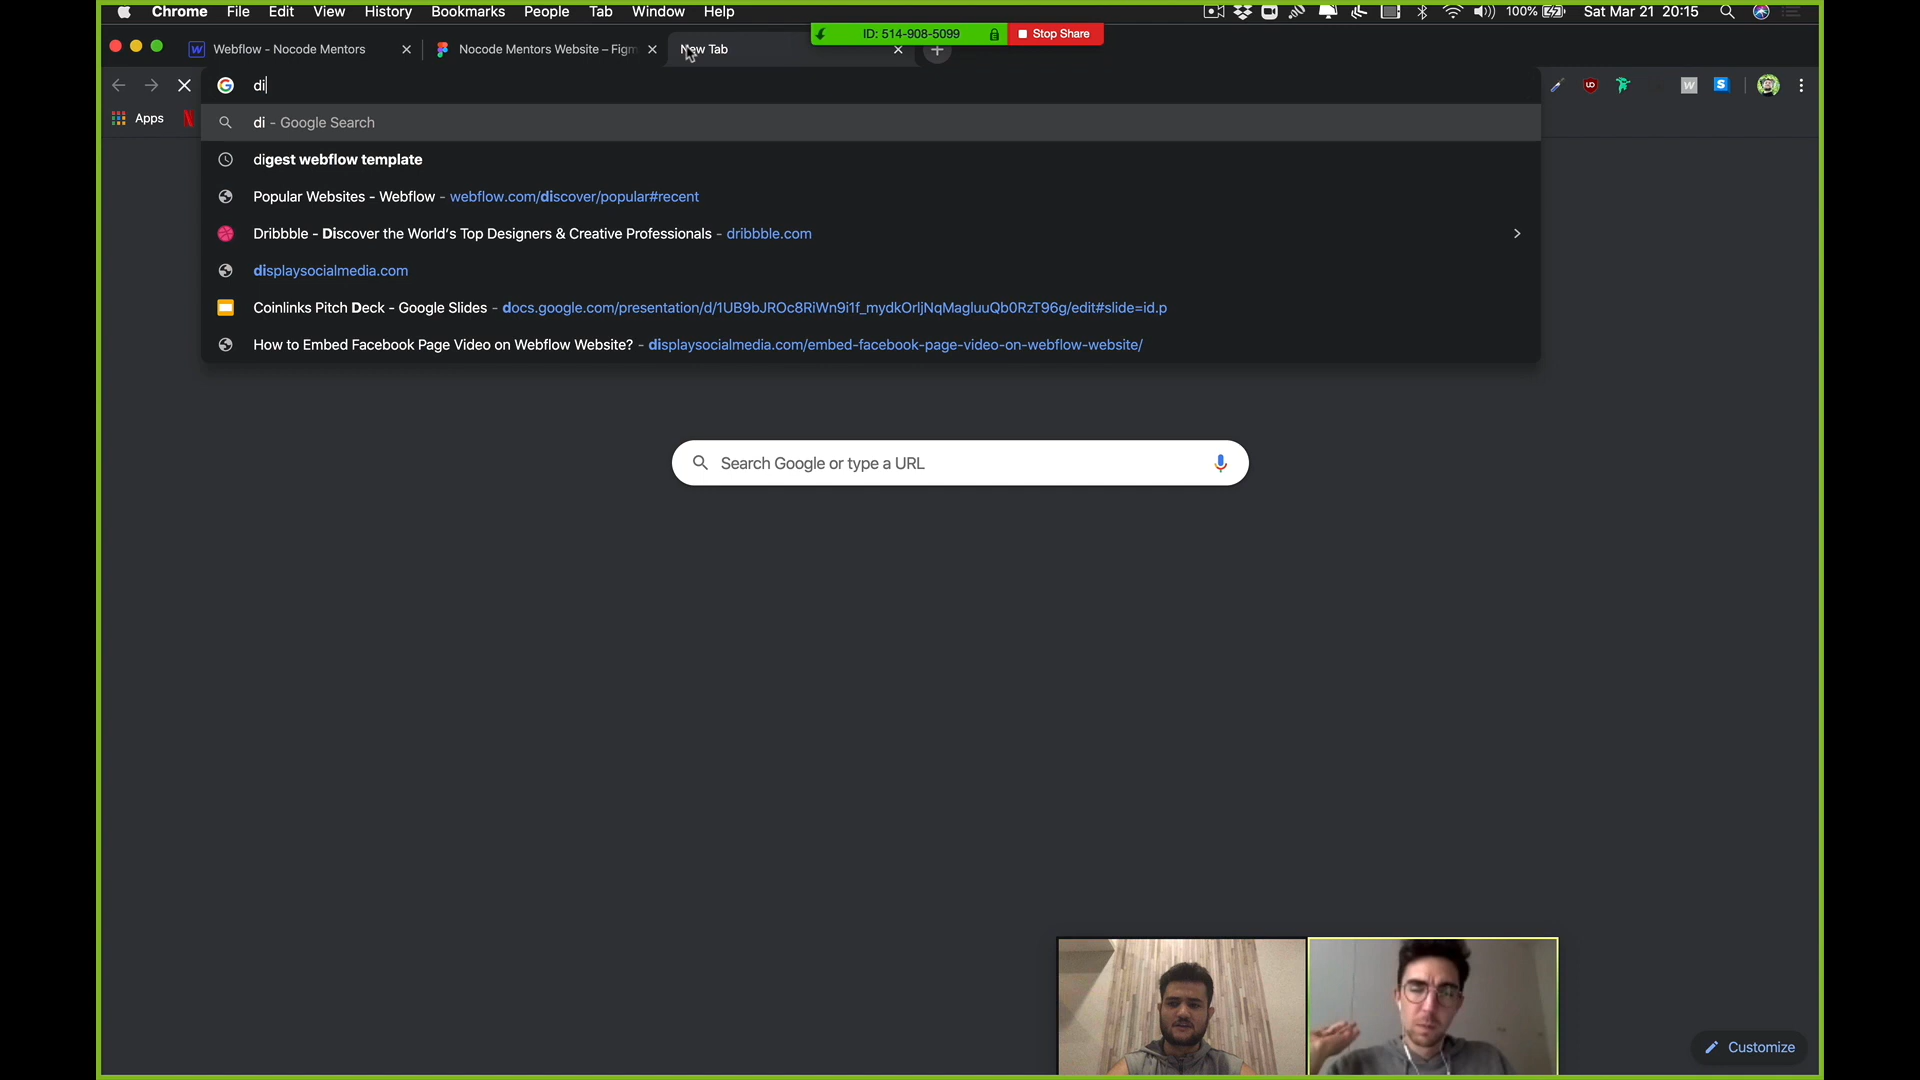 Chrome File Edit View History Bookmarks People Tab Window Help 100% Sat Mar 21 20:15
ID: 514-908-5099 Stop Share
Webflow - Nocode Mentors Nocode Mentors Website – Figm New Tab
di
Apps
di - Google Search
digest webflow template
Popular Websites - Webflow - webflow.com/discover/popular#recent
Dribbble - Discover the World's Top Designers & Creative Professionals - dribbble.com
displaysocialmedia.com
Coinlinks Pitch Deck - Google Slides - docs.google.com/presentation/d/1UB9bJROc8RiWn9i1f_mydkOrljNqMagluuQb0RzT96g/edit#slide=id.p
How to Embed Facebook Page Video on Webflow Website? - displaysocialmedia.com/embed-facebook-page-video-on-webflow-website/
Search Google or type a URL
Customize